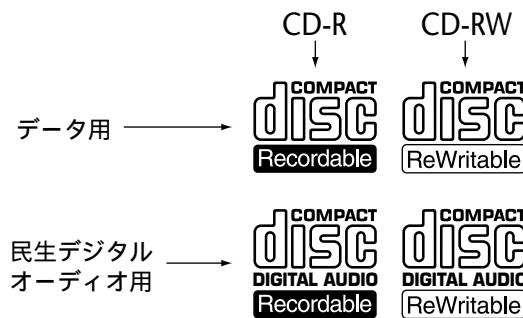 CD-R CD-RW
データ用
COMPACT
disc
Recordable
COMPACT
disc
ReWritable
民生デジタル
オーディオ用
COMPACT
disc
DIGITAL AUDIO
Recordable
COMPACT
disc
DIGITAL AUDIO
ReWritable